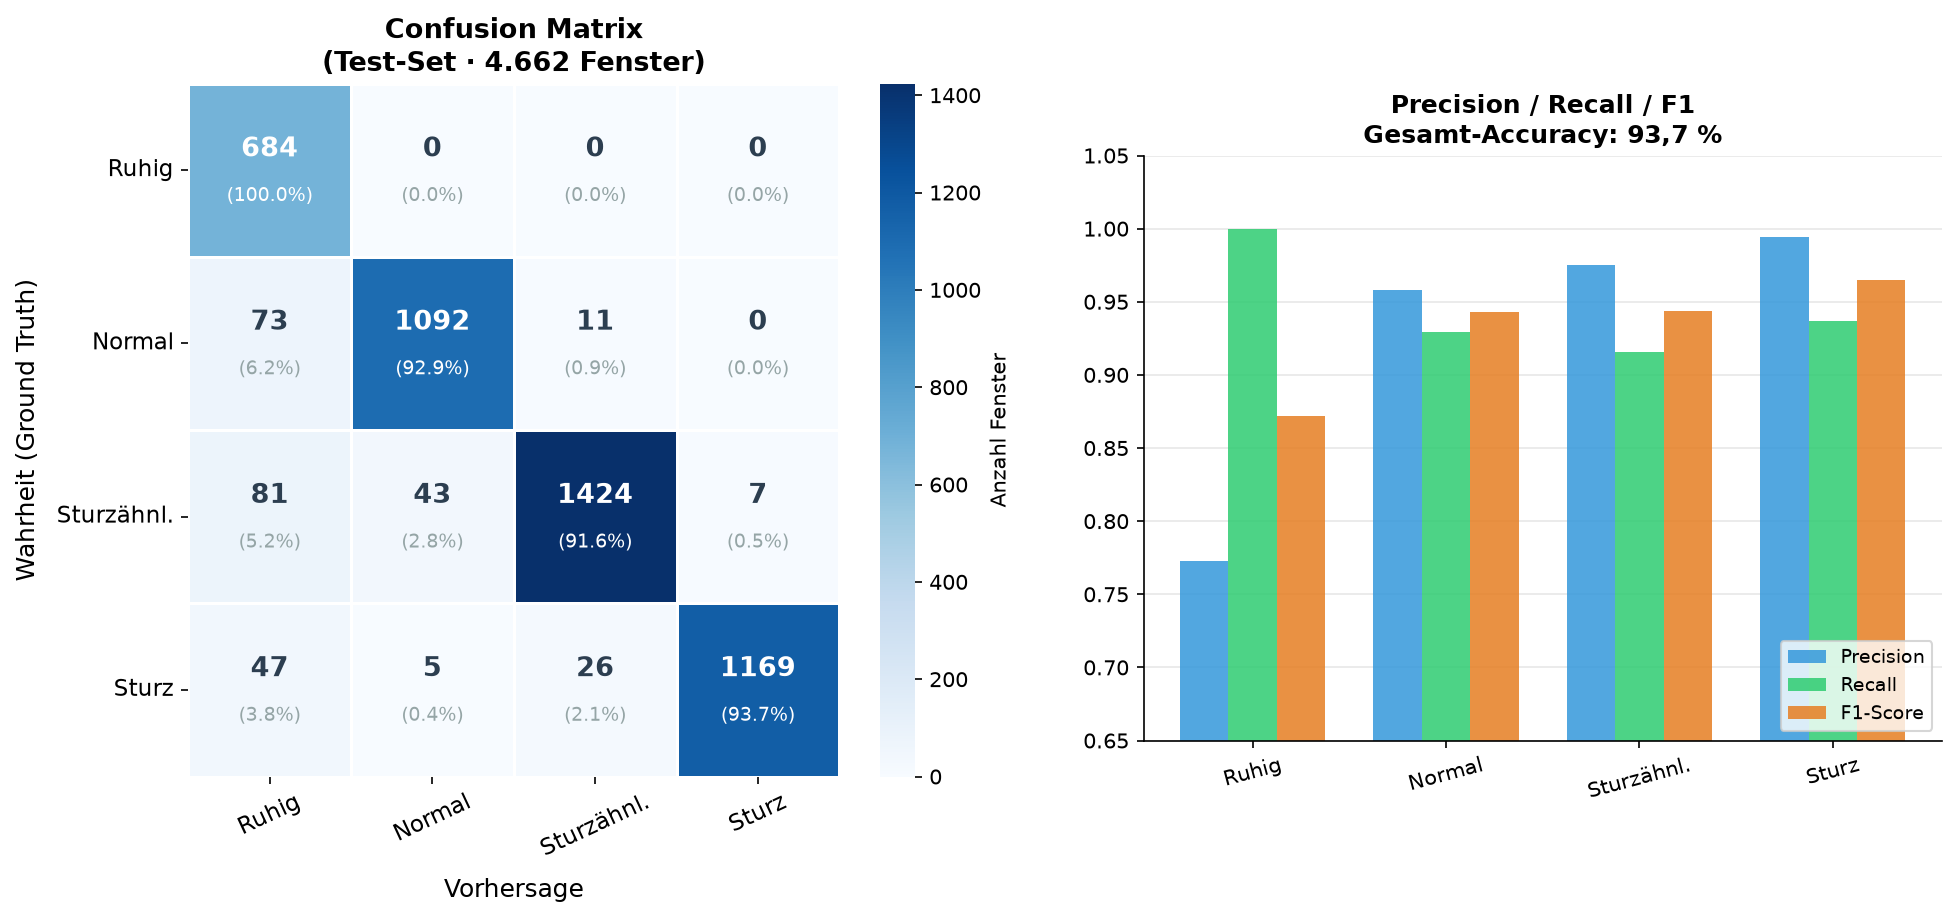 Confusion Matrix
(Test-Set · 4.662 Fenster)
Wahrheit (Ground Truth)
Ruhig
684
0
0
0
(100.0%)
(0.0%)
(0.0%)
(0.0%)
Normal
73
1092
11
0
(6.2%)
(92.9%)
(0.9%)
(0.0%)
Sturzähnl.
81
43
1424
7
(5.2%)
(2.8%)
(91.6%)
(0.5%)
Sturz
47
5
26
1169
(3.8%)
(0.4%)
(2.1%)
(93.7%)
Ruhig
Normal
Sturzähnl.
Sturz
Vorhersage
1400
1200
1000
800
600
400
200
0
Anzahl Fenster
Precision / Recall / F1
Gesamt-Accuracy: 93,7 %
1.05
1.00
0.95
0.90
0.85
0.80
0.75
0.70
0.65
Precision
Recall
F1-Score
Ruhig
Normal
Sturzähnl.
Sturz